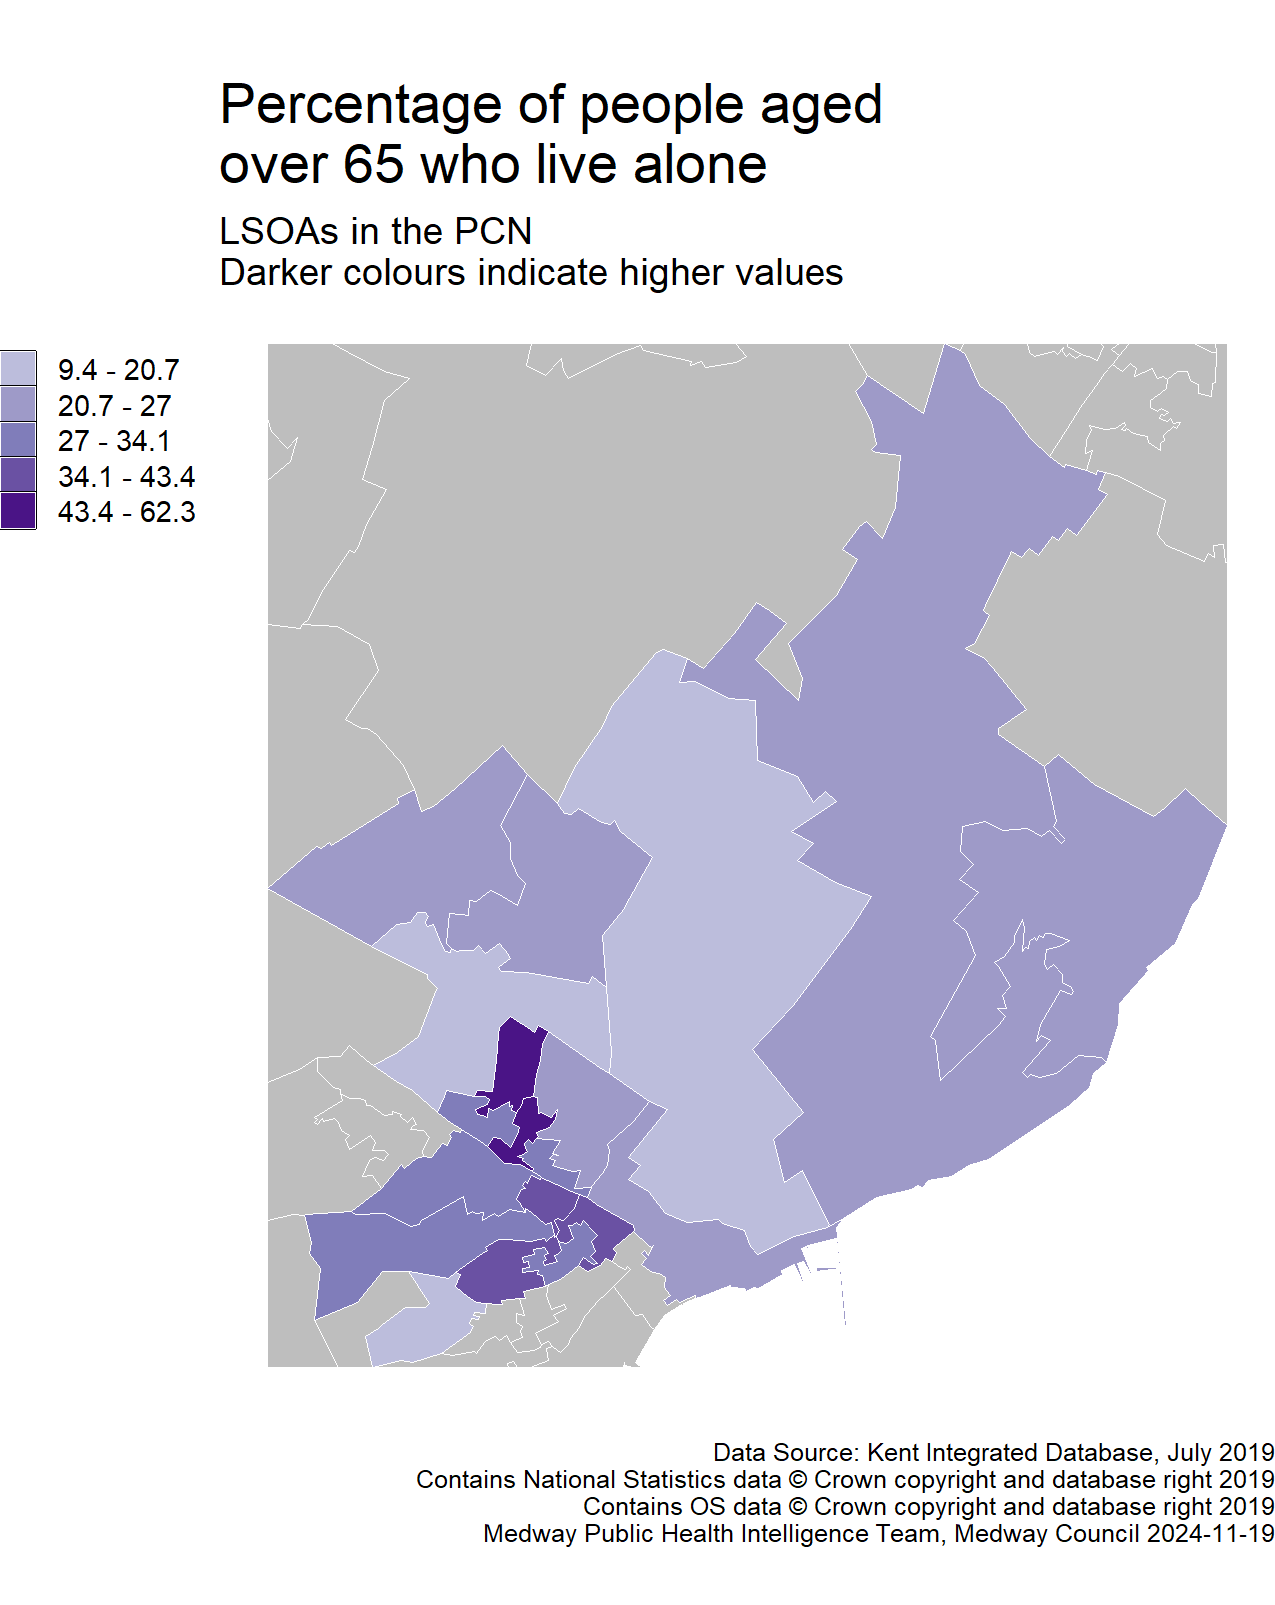 Percentage of people aged
over 65 who live alone
LSOAs in the PCN
Darker colours indicate higher values
9.4 - 20.7
20.7 - 27
27 - 34.1
34.1 - 43.4
43.4 - 62.3
Data Source: Kent Integrated Database, July 2019
Contains National Statistics data © Crown copyright and database right 2019
Contains OS data © Crown copyright and database right 2019
Medway Public Health Intelligence Team, Medway Council 2024-11-19